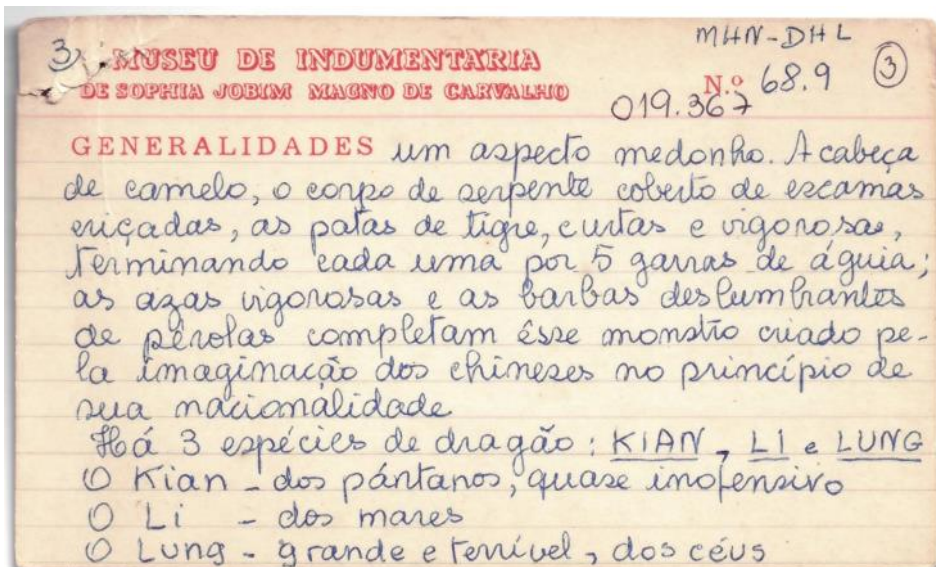 3) MUSEU DE INDUMENTARIA
DE SOPHIA JOBIM MAGNO DE CARVALHO
MHN-DHL
N.º 68.9
019.367
3
GENERALIDADES um aspecto medonho. A cabeça
de camelo, o corpo de serpente coberto de escamas
eriçadas, as patas de tigre, curtas e vigorosas,
terminando cada uma por 5 garras de águia;
as azas vigorosas e as barbas deslumbrantes
de pérolas completam êsse monstro criado pe-
la imaginação dos chineses no princípio de
sua nacionalidade
Há 3 espécies de dragão: KIAN, LI e LUNG
O Kian - dos pântanos, quase inofensivo
O Li - dos mares
O Lung - grande e terrível, dos céus